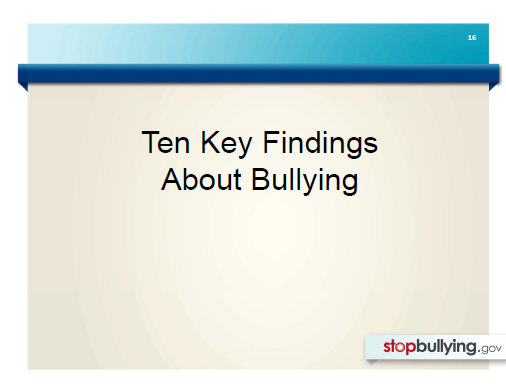 16
Ten Key Findings
About Bullying
stopbullying.gov